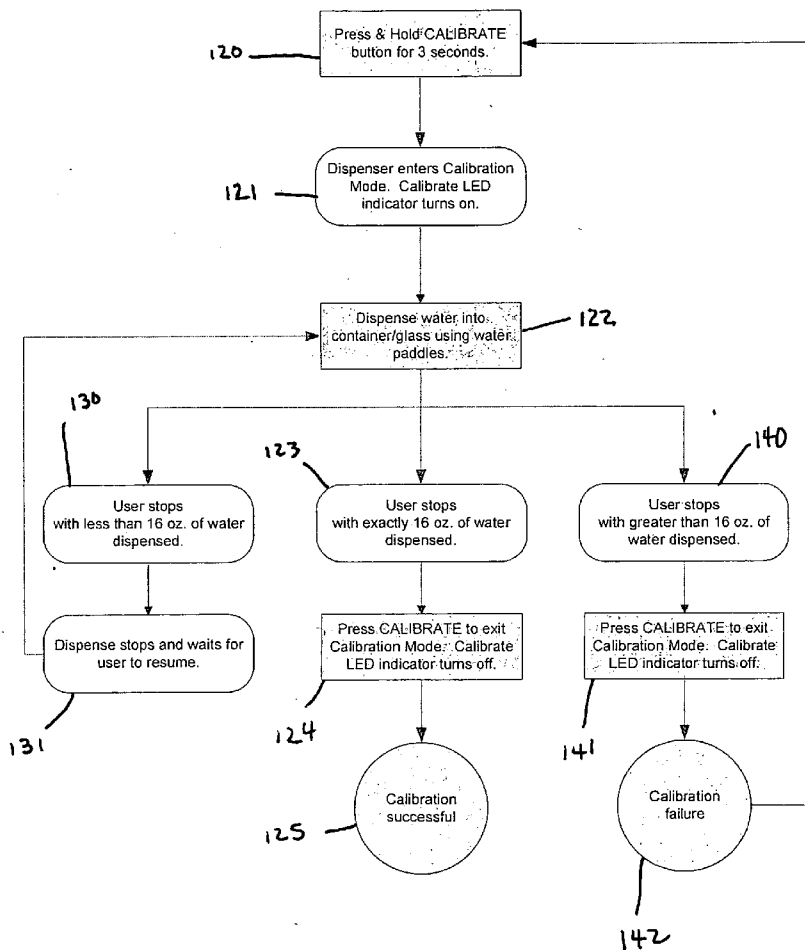 Press & Hold CALIBRATE
button for 3 seconds.
120
Dispenser enters Calibration
Mode. Calibrate LED
indicator turns on.
121
Dispense water into
container/glass using water
paddles.
122
130
123
140
User stops
with less than 16 oz. of water
dispensed.
User stops
with exactly 16 oz. of water
dispensed.
User stops
with greater than 16 oz. of
water dispensed.
Dispense stops and waits for
user to resume.
131
Press CALIBRATE to exit
Calibration Mode. Calibrate
LED indicator turns off.
124
Press CALIBRATE to exit
Calibration Mode. Calibrate
LED indicator turns off.
141
Calibration
successful
125
Calibration
failure
142